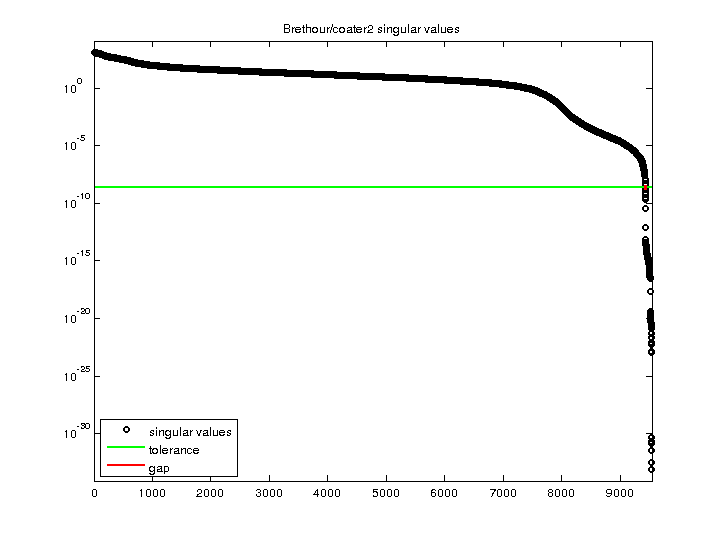 Brethour/coater2 singular values
10^0
10^-5
10^-10
10^-15
10^-20
10^-25
10^-30
singular values
tolerance
gap
0 1000 2000 3000 4000 5000 6000 7000 8000 9000